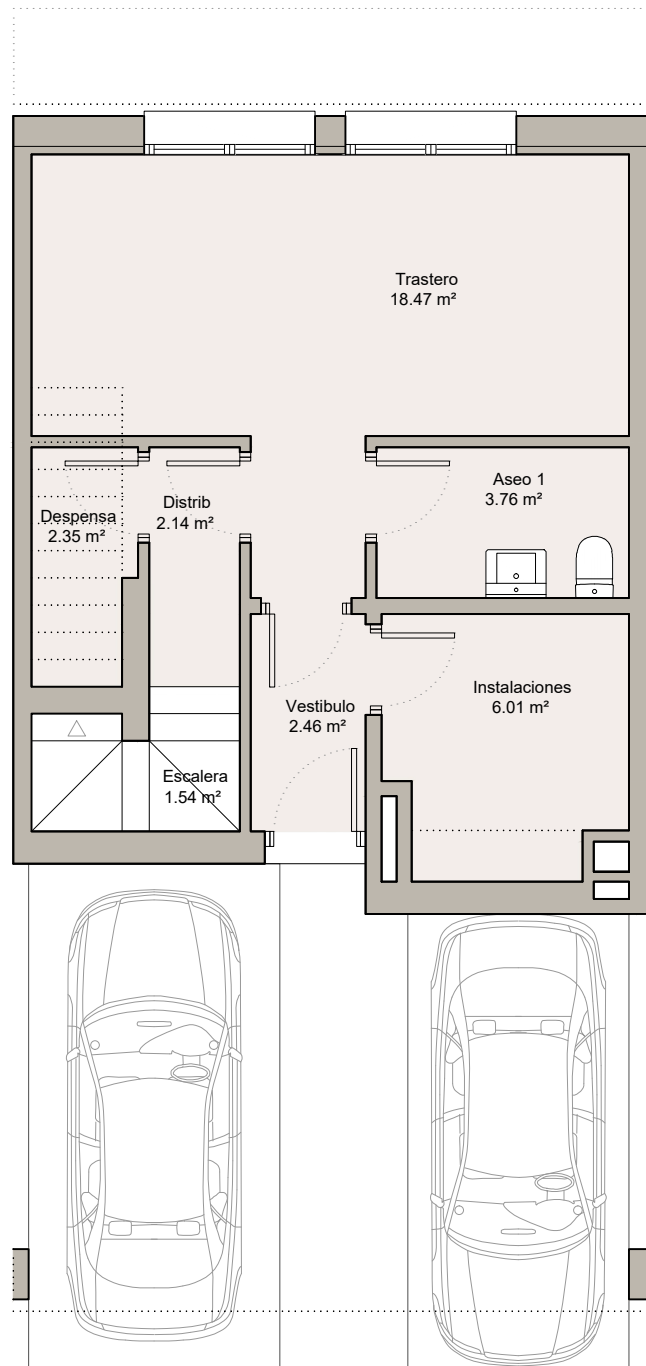 Trastero
18.47 m²
Aseo 1
3.76 m²
Distrib
2.14 m²
Despensa
2.35 m²
Instalaciones
6.01 m²
Vestibulo
2.46 m²
Escalera
1.54 m²